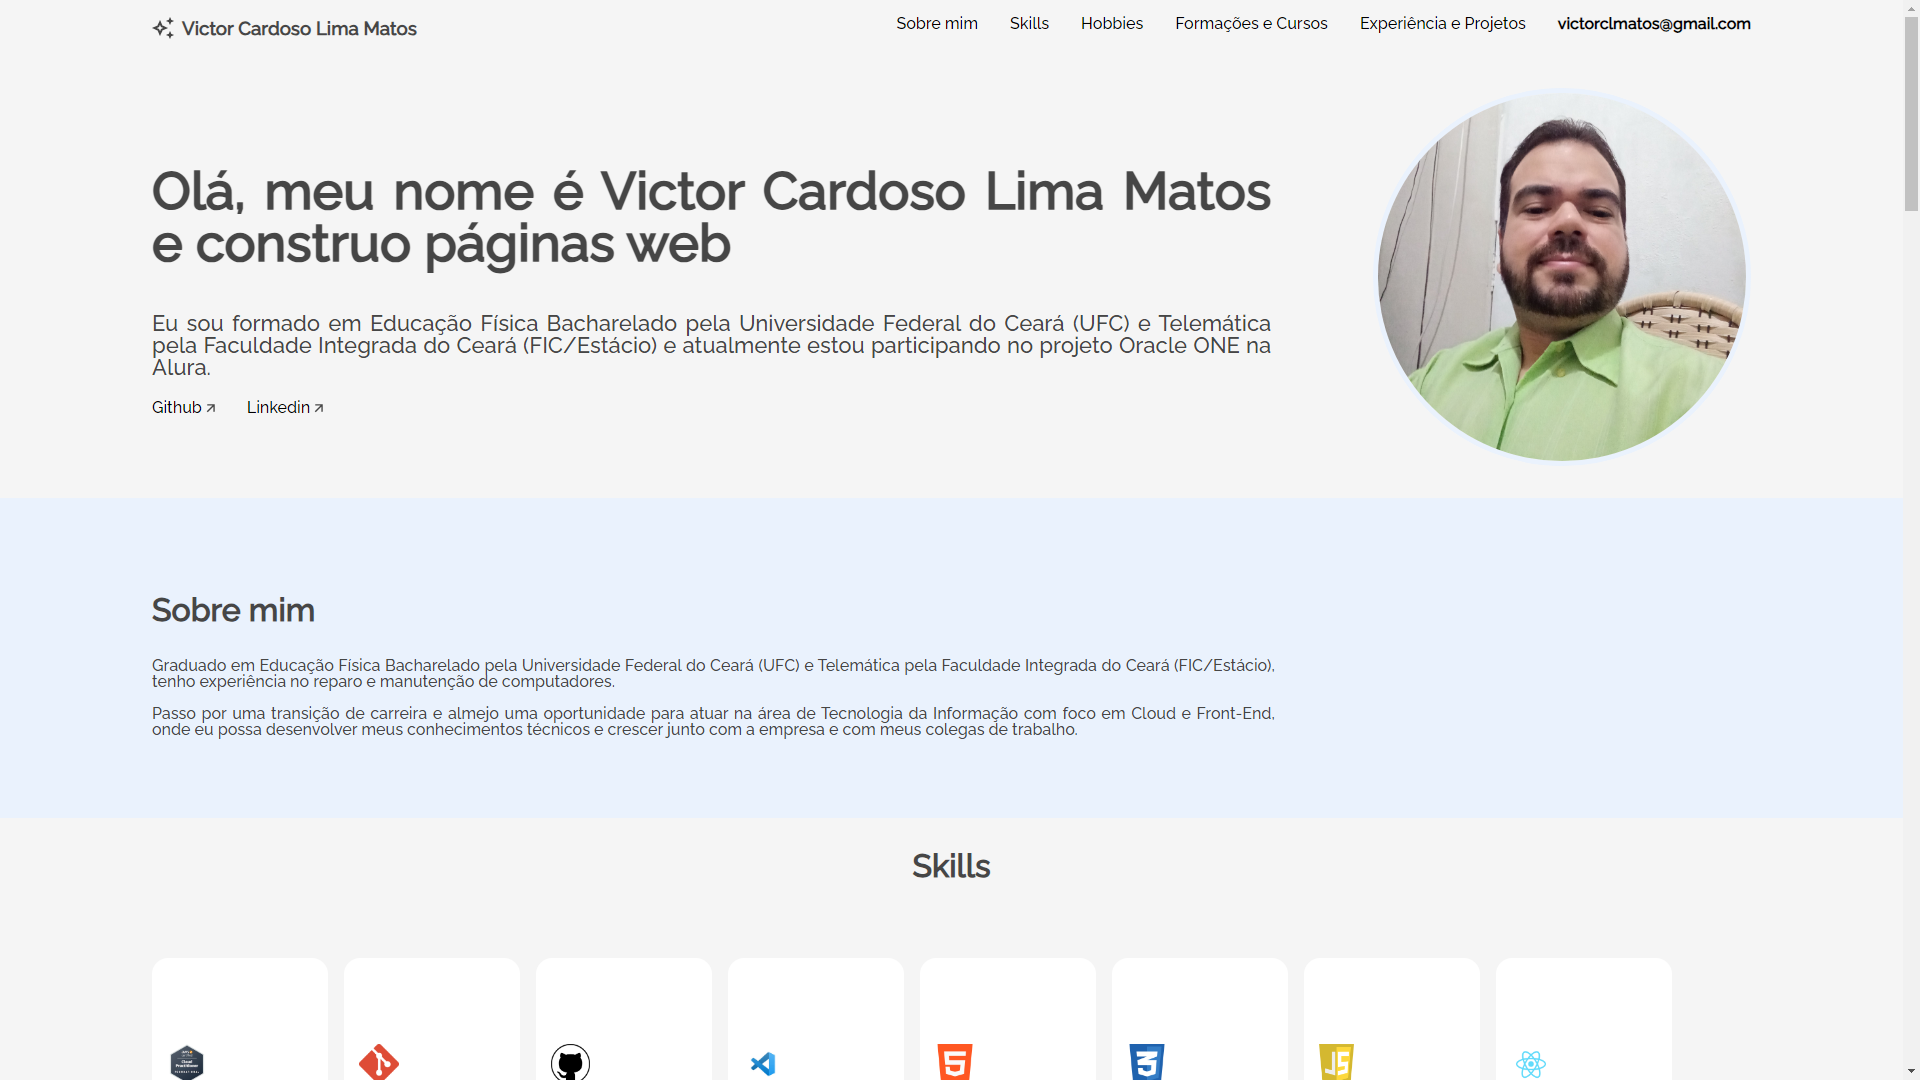 Victor Cardoso Lima Matos
Sobre mim
Skills
Hobbies
Formações e Cursos
Experiência e Projetos
victorclmatos@gmail.com
Olá, meu nome é Victor Cardoso Lima Matos
e construo páginas web
Eu sou formado em Educação Física Bacharelado pela Universidade Federal do Ceará (UFC) e Telemática
pela Faculdade Integrada do Ceará (FIC/Estácio) e atualmente estou participando no projeto Oracle ONE na
Alura.
Github
Linkedin
Sobre mim
Graduado em Educação Física Bacharelado pela Universidade Federal do Ceará (UFC) e Telemática pela Faculdade Integrada do Ceará (FIC/Estácio),
tenho experiência no reparo e manutenção de computadores.
Passo por uma transição de carreira e almejo uma oportunidade para atuar na área de Tecnologia da Informação com foco em Cloud e Front-End,
onde eu possa desenvolver meus conhecimentos técnicos e crescer junto com a empresa e com meus colegas de trabalho.
Skills
Cloud
Practitioner
JS